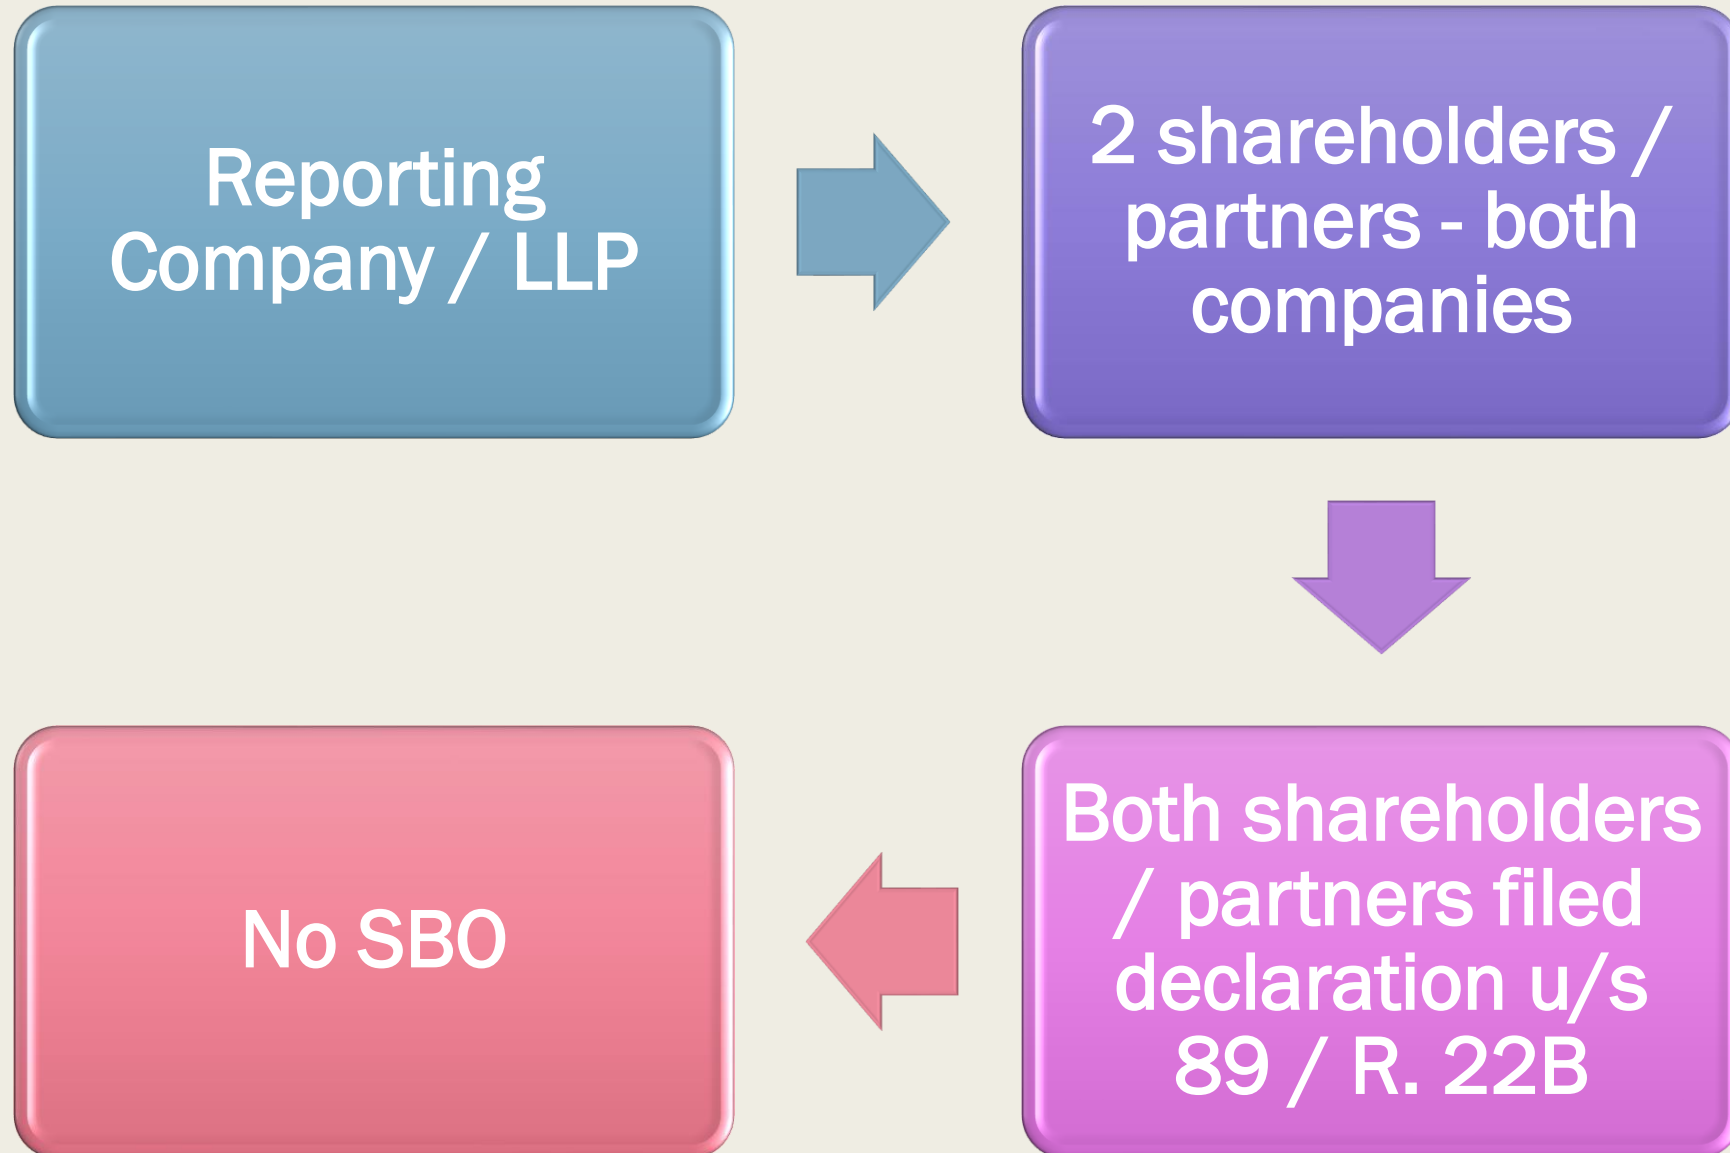 Reporting
Company / LLP
2 shareholders /
partners - both
companies
Both shareholders
/ partners filed
declaration u/s
89 / R. 22B
No SBO